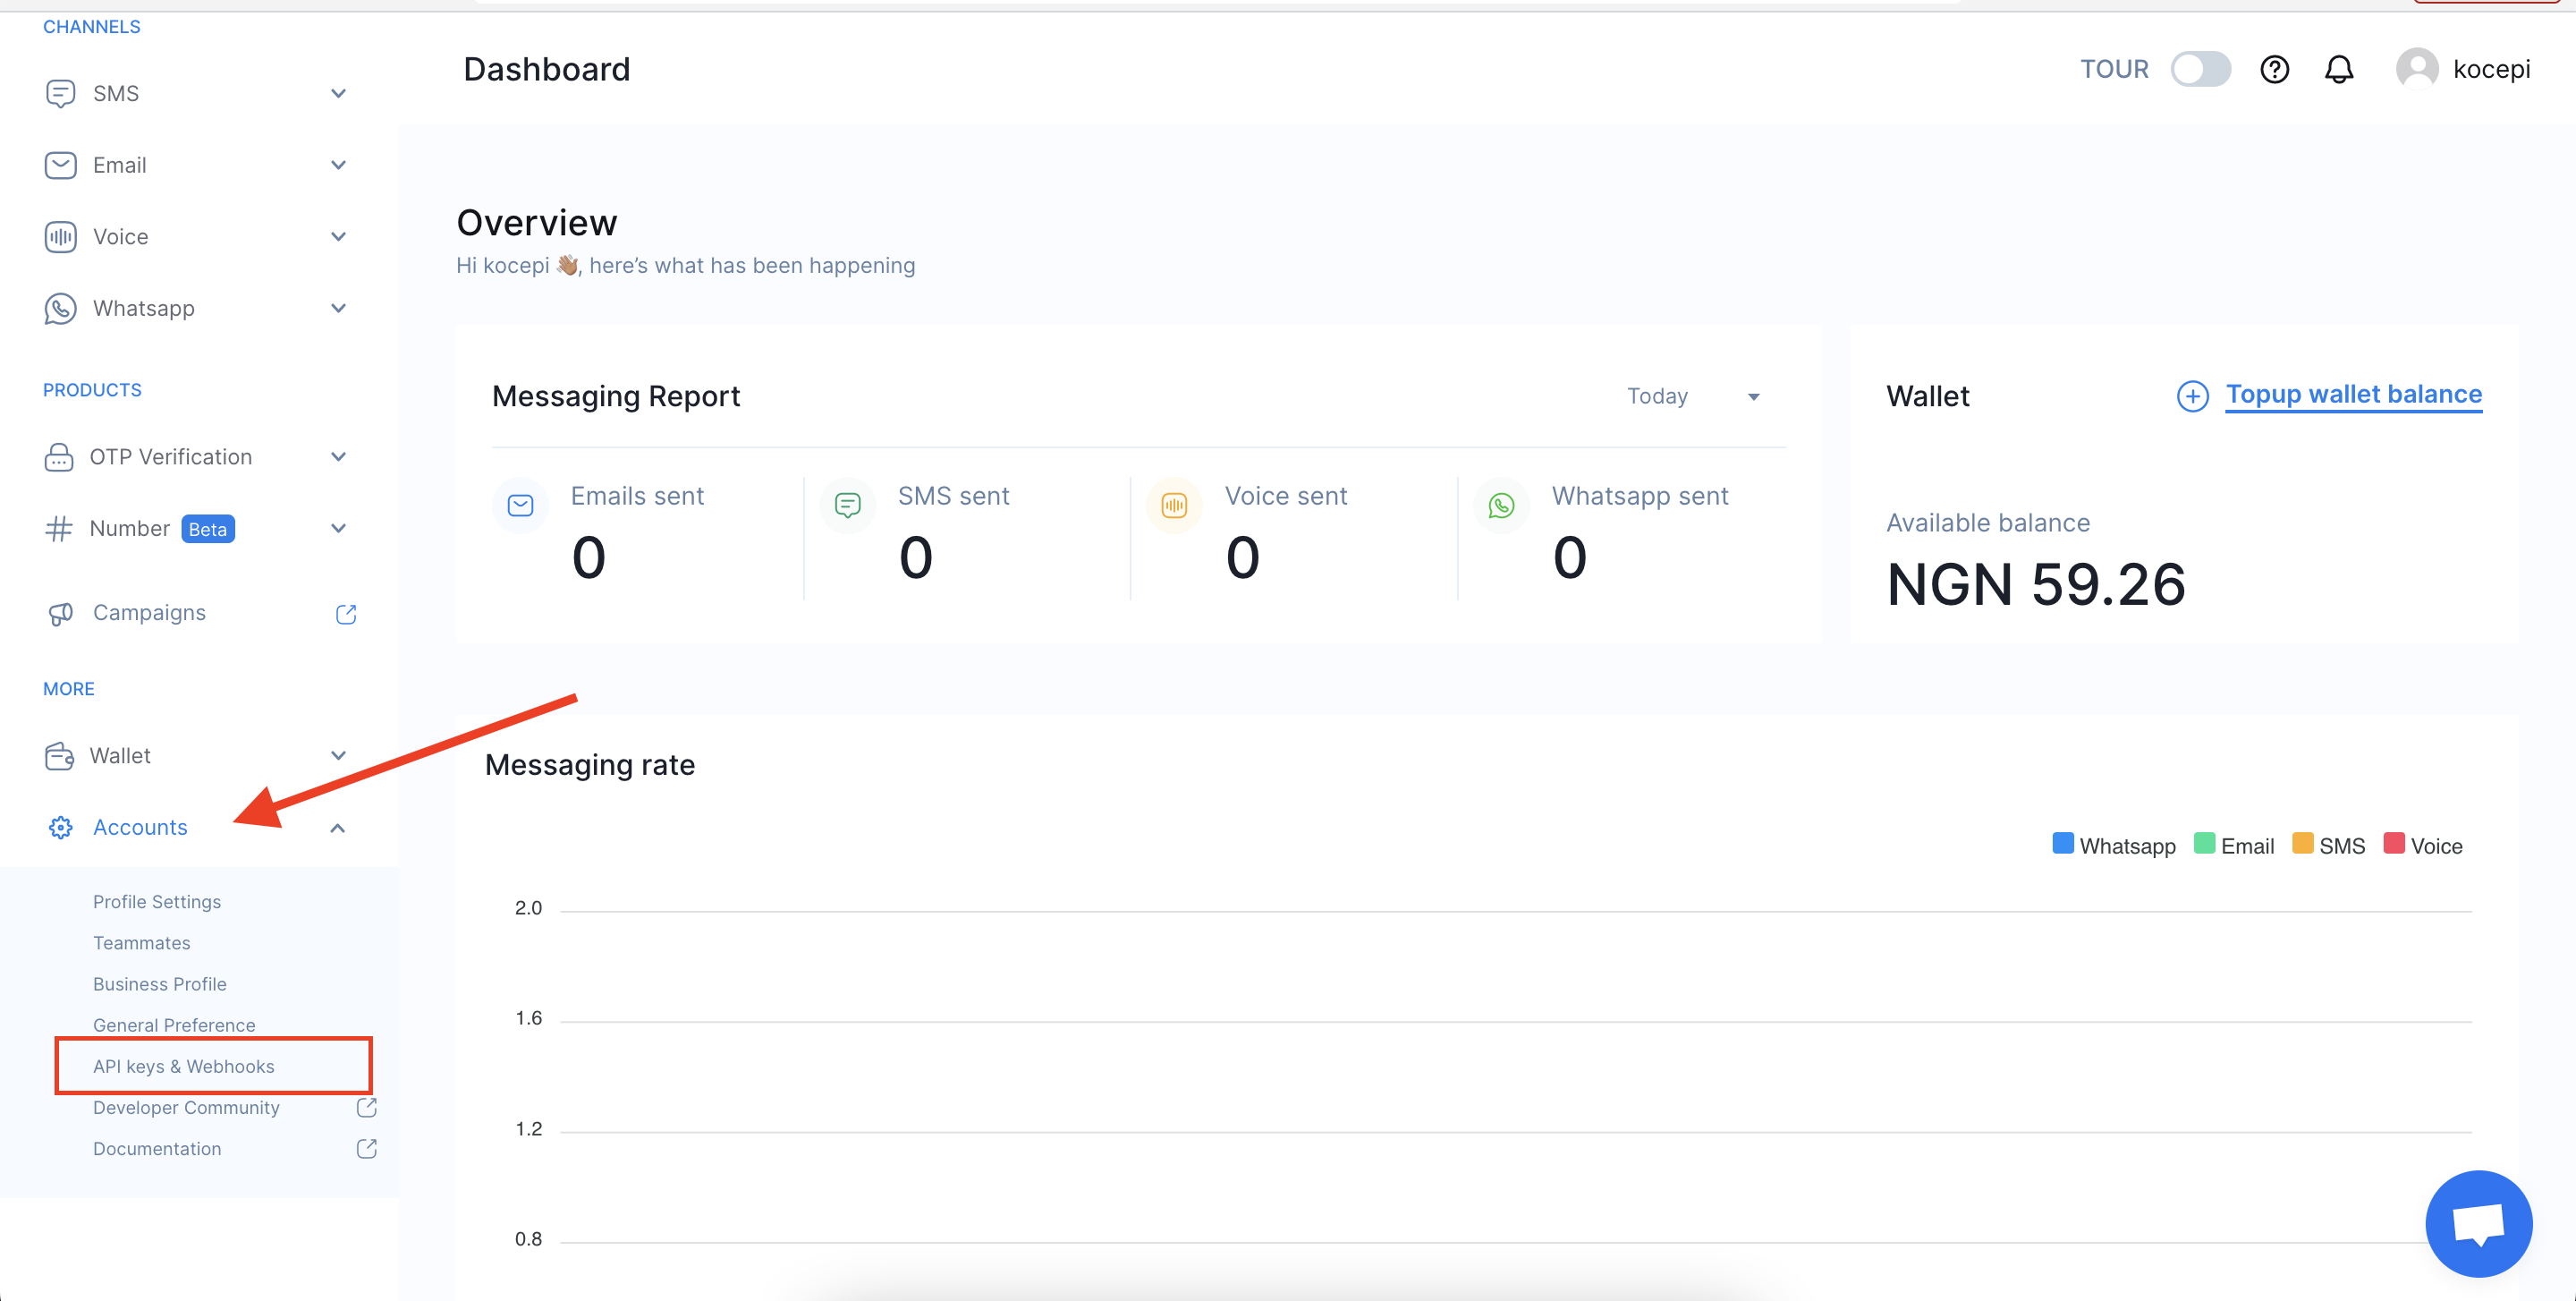 CHANNELS
SMS
Email
Voice
Whatsapp
PRODUCTS
OTP Verification
Number Beta
Campaigns
MORE
Wallet
Accounts
Profile Settings
Teammates
Business Profile
General Preference
API keys & Webhooks
Developer Community
Documentation
Dashboard
TOUR
kocepi
Overview
Hi kocepi 👋🏽, here’s what has been happening
Messaging Report
Today
Emails sent
0
SMS sent
0
Voice sent
0
Whatsapp sent
0
Wallet
Topup wallet balance
Available balance
NGN 59.26
Messaging rate
Whatsapp Email SMS Voice
2.0
1.6
1.2
0.8